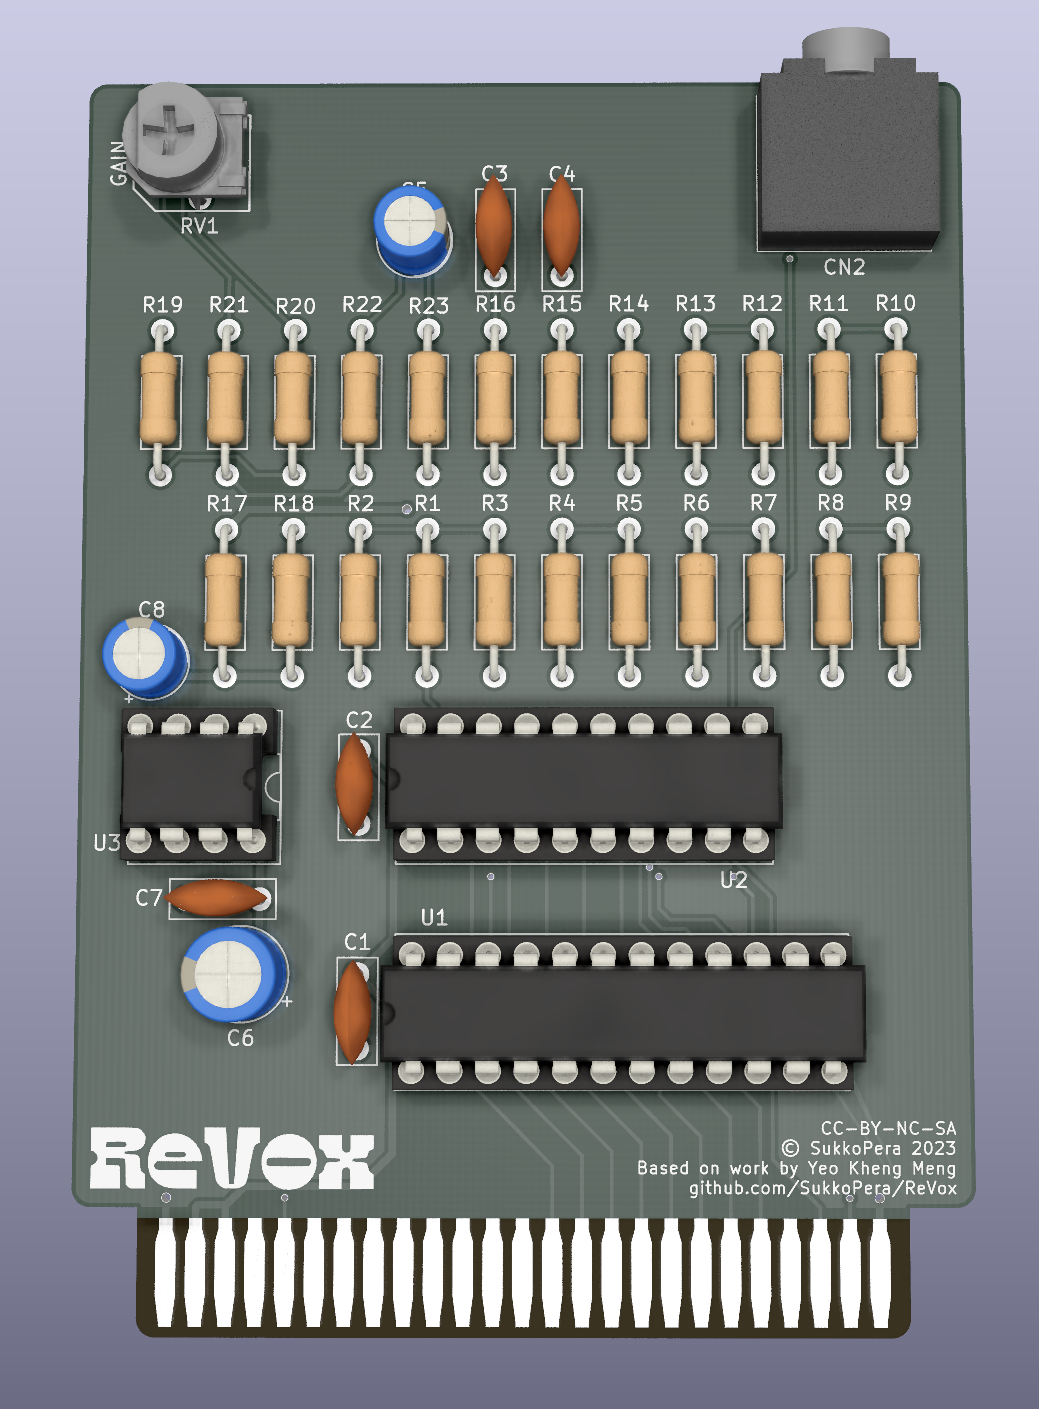 GAIN
RV1
C3 C4
C5
CN2
R19 R21 R20 R22 R23 R16 R15 R14 R13 R12 R11 R10
R17 R18 R2 R1 R3 R4 R5 R6 R7 R8 R9
C8
+
C2
U3
U2
C7
U1
C1
+
C6
ReVox
CC-BY-NC-SA
© SukkoPera 2023
Based on work by Yeo Kheng Meng
github.com/SukkoPera/ReVox